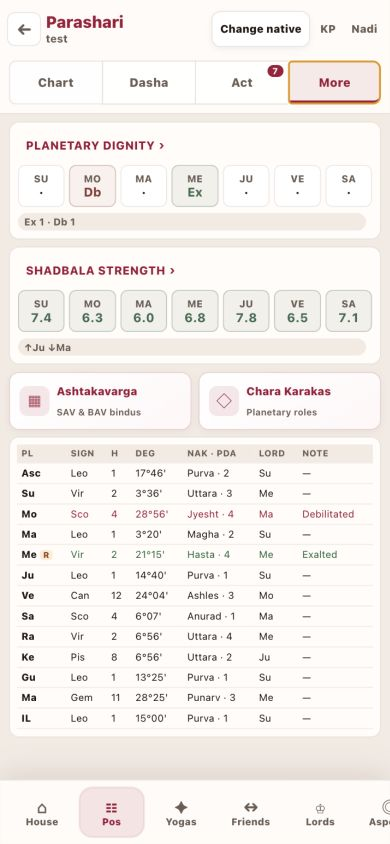 Parashari
test
Change native
KP
Nadi
Chart
Dasha
Act
7
More
PLANETARY DIGNITY ›
SU MO MA ME JU VE SA
· Db · Ex · · ·
Ex 1 · Db 1
SHADBALA STRENGTH ›
SU MO MA ME JU VE SA
7.4 6.3 6.0 6.8 7.8 6.5 7.1
↑Ju ↓Ma
Ashtakavarga
SAV & BAV bindus
Chara Karakas
Planetary roles
PL SIGN H DEG NAK · PDA LORD NOTE
Asc Leo 1 17°46' Purva · 2 Su —
Su Vir 2 3°36' Uttara · 3 Me —
Mo Sco 4 28°56' Jyesht · 4 Ma Debilitated
Ma Leo 1 3°20' Magha · 2 Su —
Me R Vir 2 21°15' Hasta · 4 Me Exalted
Ju Leo 1 14°40' Purva · 1 Su —
Ve Can 12 24°04' Ashles · 3 Mo —
Sa Sco 4 6°07' Anurad · 1 Ma —
Ra Vir 2 6°56' Uttara · 4 Me —
Ke Pis 8 6°56' Uttara · 2 Ju —
Gu Leo 1 13°25' Purva · 1 Su —
Ma Gem 11 28°25' Punarv · 3 Me —
IL Leo 1 15°00' Purva · 1 Su —
House
Pos
Yogas
Friends
Lords
Aspe